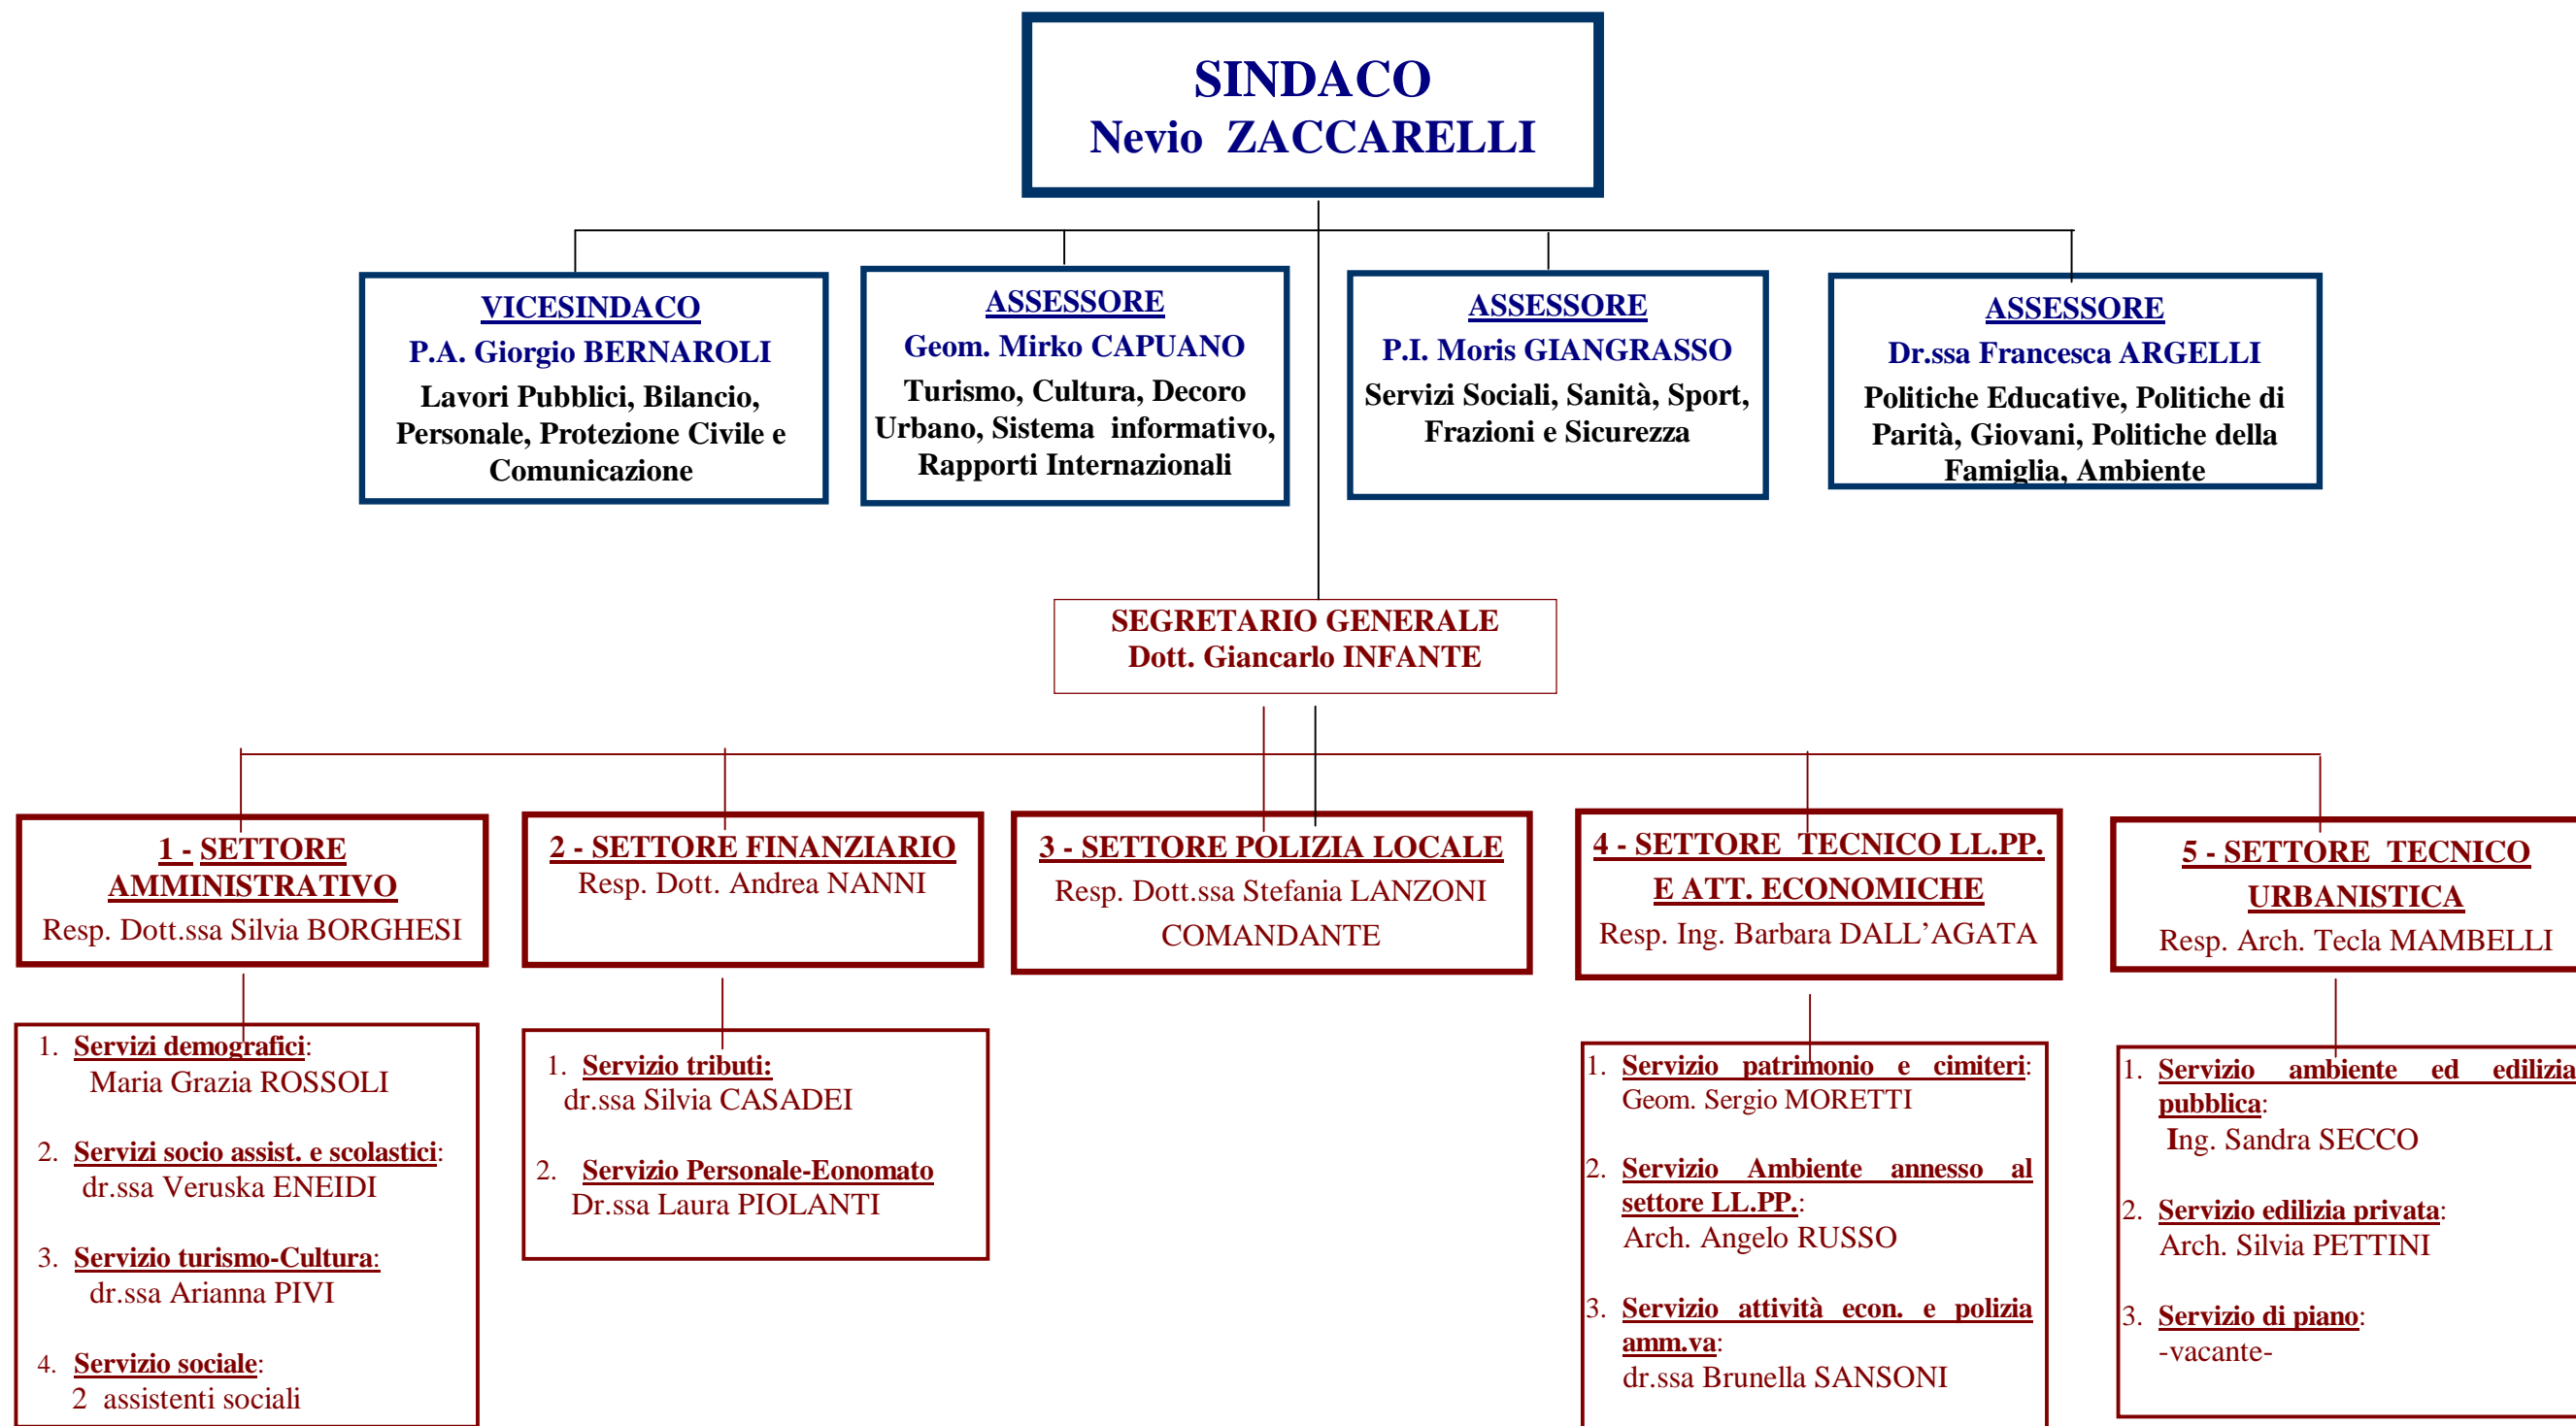 SINDACO
Nevio ZACCARELLI
VICESINDACO
P.A. Giorgio BERNAROLI
Lavori Pubblici, Bilancio,
Personale, Protezione Civile e
Comunicazione
ASSESSORE
Geom. Mirko CAPUANO
Turismo, Cultura, Decoro
Urbano, Sistema informativo,
Rapporti Internazionali
ASSESSORE
P.I. Moris GIANGRASSO
Servizi Sociali, Sanità, Sport,
Frazioni e Sicurezza
ASSESSORE
Dr.ssa Francesca ARGELLI
Politiche Educative, Politiche di
Parità, Giovani, Politiche della
Famiglia, Ambiente
SEGRETARIO GENERALE
Dott. Giancarlo INFANTE
1 - SETTORE
AMMINISTRATIVO
Resp. Dott.ssa Silvia BORGHESI
2 - SETTORE FINANZIARIO
Resp. Dott. Andrea NANNI
3 - SETTORE POLIZIA LOCALE
Resp. Dott.ssa Stefania LANZONI
COMANDANTE
4 - SETTORE TECNICO LL.PP.
E ATT. ECONOMICHE
Resp. Ing. Barbara DALL'AGATA
5 - SETTORE TECNICO
URBANISTICA
Resp. Arch. Tecla MAMBELLI
1. Servizi demografici:
Maria Grazia ROSSOLI
2. Servizi socio assist. e scolastici:
dr.ssa Veruska ENEIDI
3. Servizio turismo-Cultura:
dr.ssa Arianna PIVI
4. Servizio sociale:
2 assistenti sociali
1. Servizio tributi:
dr.ssa Silvia CASADEI
2. Servizio Personale-Eonomato
Dr.ssa Laura PIOLANTI
1. Servizio patrimonio e cimiteri:
Geom. Sergio MORETTI
2. Servizio Ambiente annesso al
settore LL.PP.:
Arch. Angelo RUSSO
3. Servizio attività econ. e polizia
amm.va:
dr.ssa Brunella SANSONI
1. Servizio ambiente ed edilizia
pubblica:
Ing. Sandra SECCO
2. Servizio edilizia privata:
Arch. Silvia PETTINI
3. Servizio di piano:
-vacante-